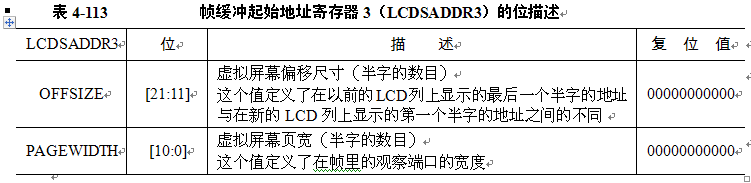 表 4-113 帧缓冲起始地址寄存器 3（LCDSADDR3）的位描述
LCDSADDR3 位 描 述 复 位 值
OFFSIZE [21:11] 虚拟屏幕偏移尺寸（半字的数目）
这个值定义了在以前的 LCD 列上显示的最后一个半字的地址
与在新的 LCD 列上显示的第一个半字的地址之间的不同 00000000000
PAGEWIDTH [10:0] 虚拟屏幕页宽（半字的数目）
这个值定义了在帧里的观察端口的宽度 00000000000